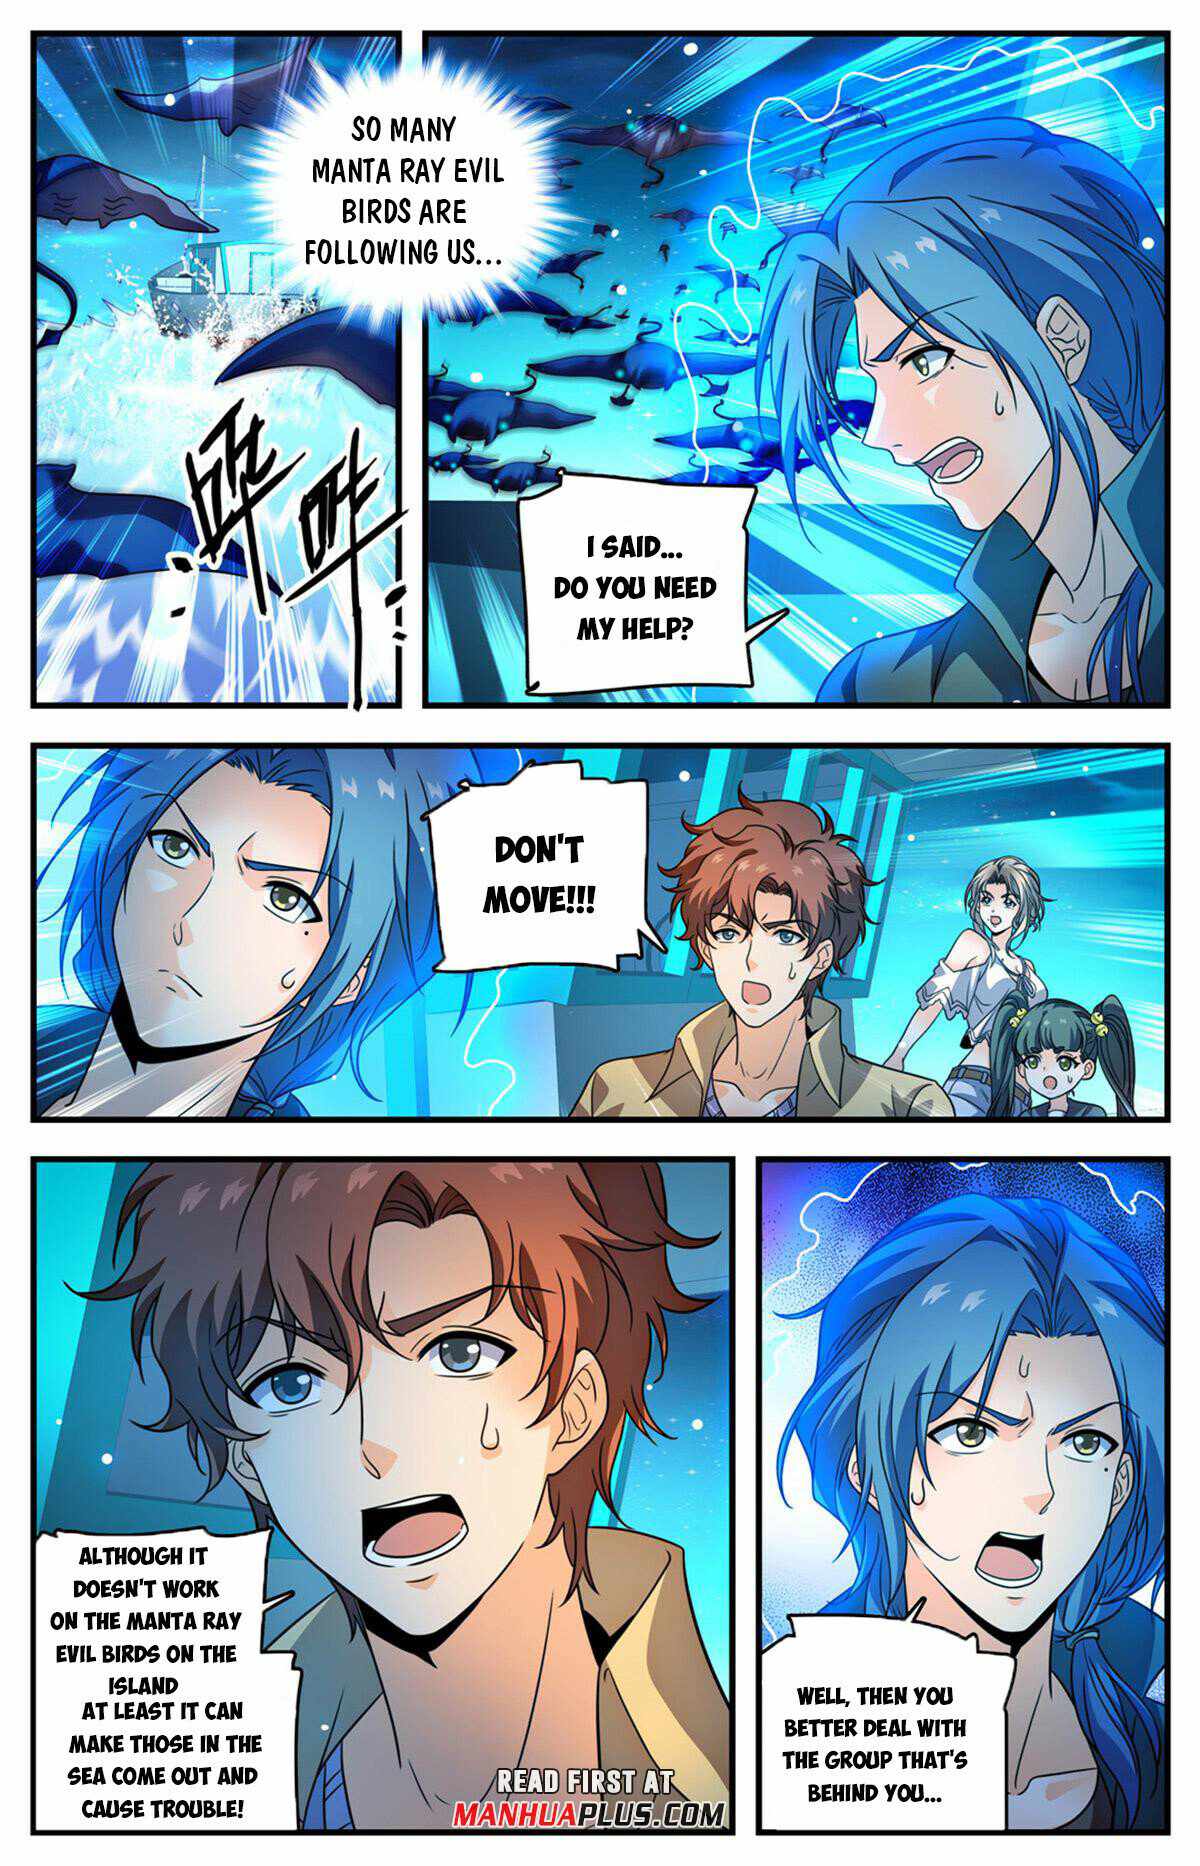 SO MANY
MANTA RAY EVIL
BIRDS ARE
FOLLOWING US...
I SAID...
DO YOU NEED
MY HELP?
DON'T
MOVE!!!
ALTHOUGH IT
DOESN'T WORK
ON THE MANTA RAY
EVIL BIRDS ON THE
ISLAND
AT LEAST IT CAN
MAKE THOSE IN THE
SEA COME OUT AND
CAUSE TROUBLE!
WELL, THEN YOU
BETTER DEAL WITH
THE GROUP THAT'S
BEHIND YOU...
READ FIRST AT
MANHUAPLUS.COM